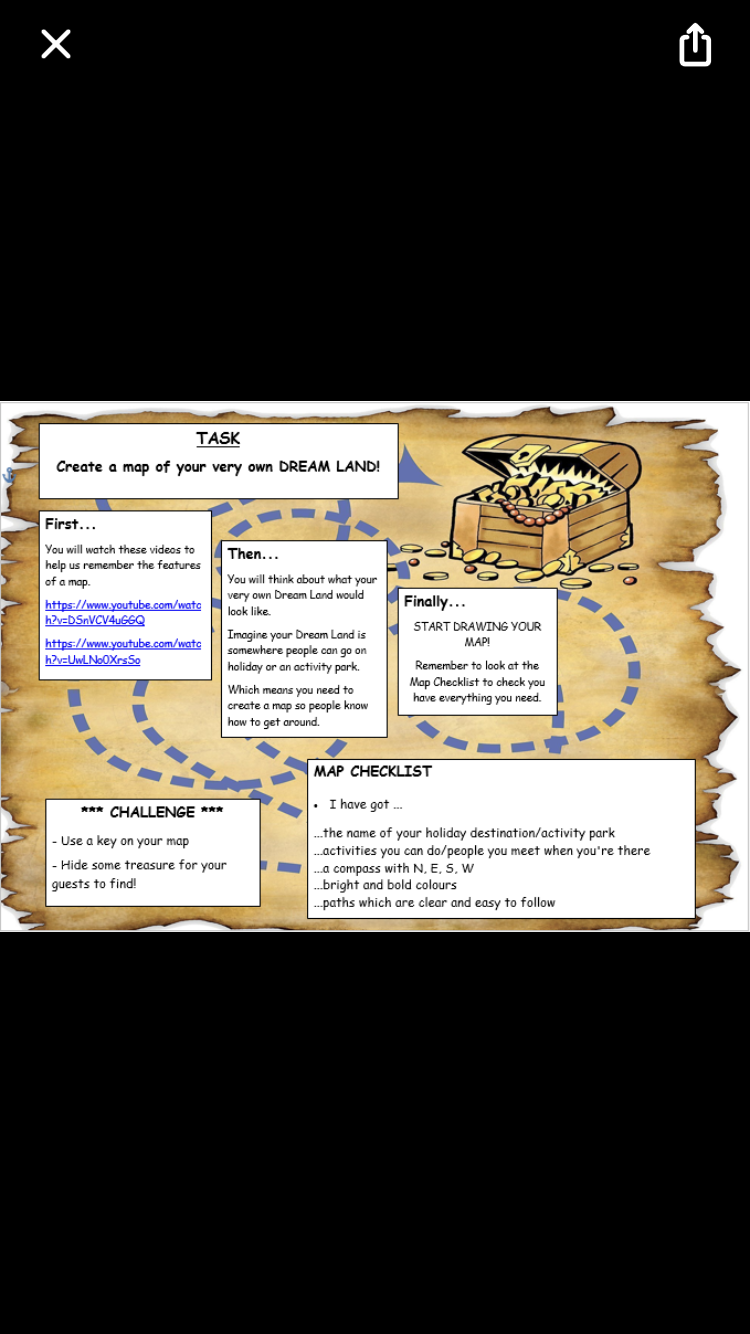 TASK
Create a map of your very own DREAM LAND!
First...
You will watch these videos to
help us remember the features
of a map.
https://www.youtube.com/watc
h?v=DSnVCV4uGGQ
https://www.youtube.com/watc
h?v=UwLNo0XrsSo
Then...
You will think about what your
very own Dream Land would
look like.
Imagine your Dream Land is
somewhere people can go on
holiday or an activity park.
Which means you need to
create a map so people know
how to get around.
Finally...
START DRAWING YOUR
MAP!
Remember to look at the
Map Checklist to check you
have everything you need.
*** CHALLENGE ***
- Use a key on your map
- Hide some treasure for your
guests to find!
MAP CHECKLIST
• I have got ...
...the name of your holiday destination/activity park
...activities you can do/people you meet when you're there
...a compass with N, E, S, W
...bright and bold colours
...paths which are clear and easy to follow